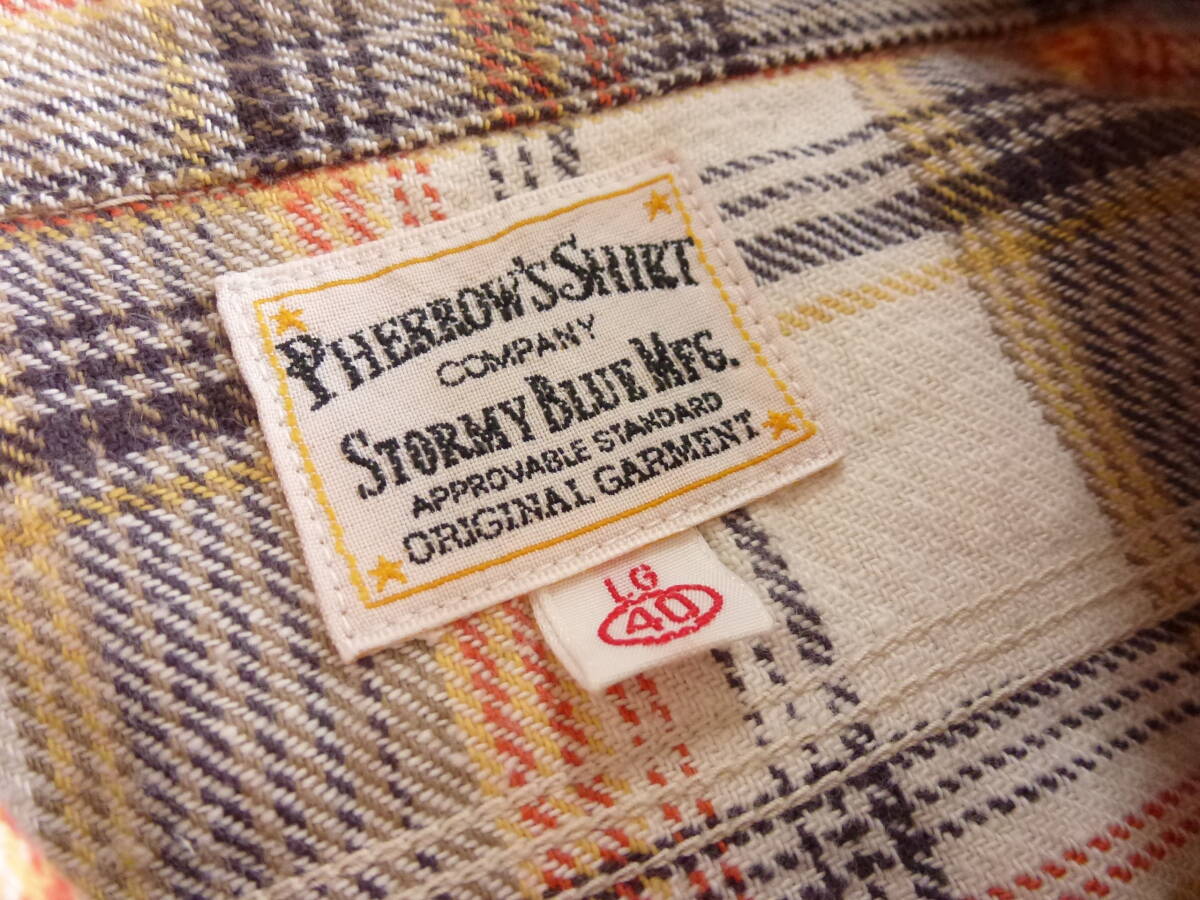 PHERROW'S SHIRT
COMPANY
STORMY BLUE MFG.
APPROVABLE STANDARD
ORIGINAL GARMENT
LG
40